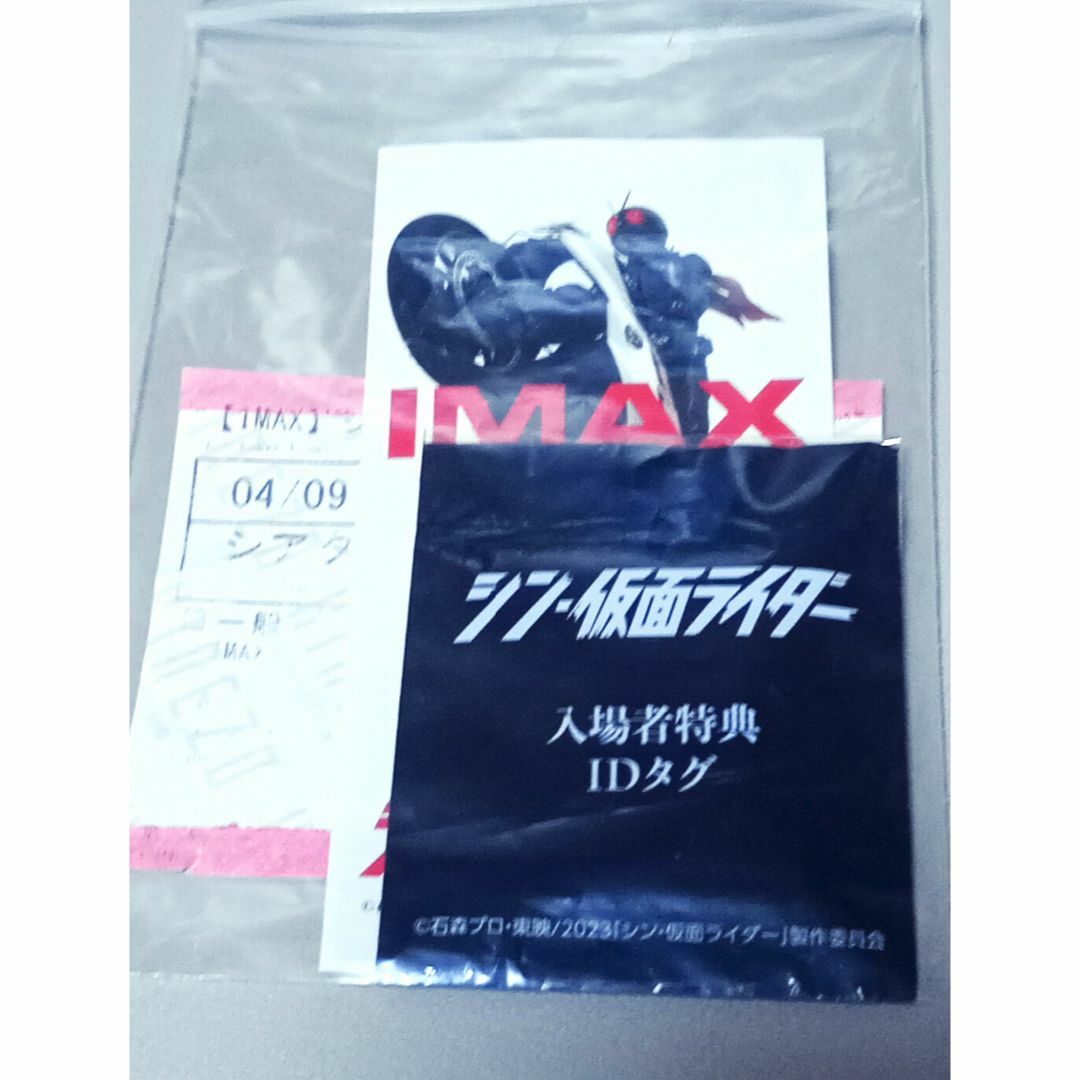 IMAX
【IMAX】
04/09
シアタ
一般
IMAX
シン・仮面ライダー
入場者特典
IDタグ
©石森プロ・東映/2023「シン・仮面ライダー」製作委員会